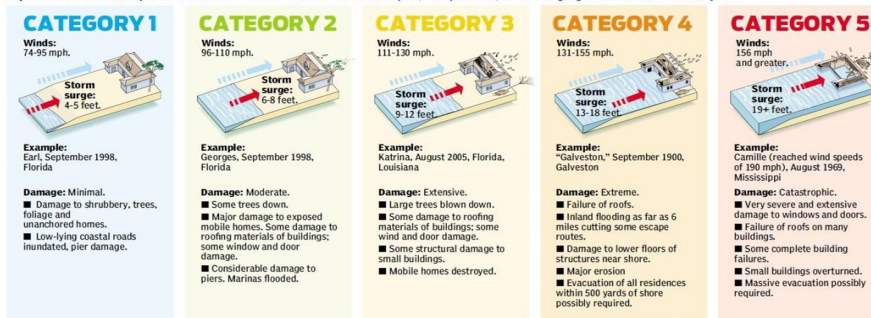 CATEGORY 1
Winds:
74-95 mph.
Storm
surge:
4-5 feet.
Example:
Earl, September 1998,
Florida
Damage: Minimal.
■ Damage to shrubbery, trees,
foliage and
unanchored homes.
■ Low-lying coastal roads
inundated, pier damage.
CATEGORY 2
Winds:
96-110 mph.
Storm
surge:
6-8 feet.
Example:
Georges, September 1998,
Florida
Damage: Moderate.
■ Some trees down.
■ Major damage to exposed
mobile homes. Some damage to
roofing materials of buildings;
some window and door
damage.
■ Considerable damage to
piers. Marinas flooded.
CATEGORY 3
Winds:
111-130 mph.
Storm
surge:
9-12 feet.
Example:
Katrina, August 2005, Florida,
Louisiana
Damage: Extensive.
■ Large trees blown down.
■ Some damage to roofing
materials of buildings; some
wind and door damage.
■ Some structural damage to
small buildings.
■ Mobile homes destroyed.
CATEGORY 4
Winds:
131-155 mph.
Storm
surge:
13-18 feet.
Example:
"Galveston," September 1900,
Galveston
Damage: Extreme.
■ Failure of roofs.
■ Inland flooding as far as 6
miles cutting some escape
routes.
■ Damage to lower floors of
structures near shore.
■ Major erosion
■ Evacuation of all residences
within 500 yards of shore
possibly required.
CATEGORY 5
Winds:
156 mph
and greater.
Storm
surge:
19+ feet.
Example:
Camille (reached wind speeds
of 190 mph), August 1969,
Mississippi
Damage: Catastrophic.
■ Very severe and extensive
damage to windows and doors.
■ Failure of roofs on many
buildings.
■ Some complete building
failures.
■ Small buildings overturned.
■ Massive evacuation possibly
required.